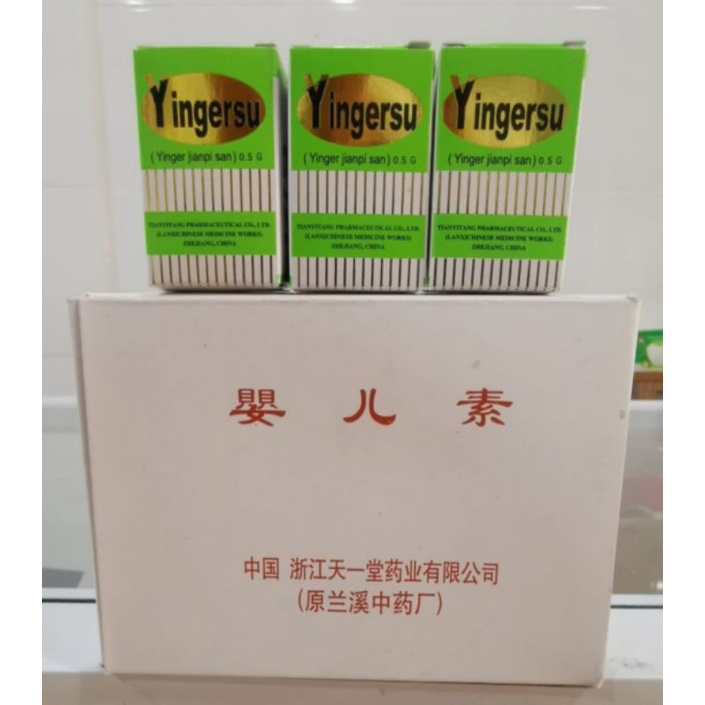 Yingersu
(Yinger jianpi san) 0.5 G
TIANYITANG PHARMACEUTICAL CO., LTD.
(LANXICHINESE MEDICINE WORKS)
ZHEJIANG, CHINA
Yingersu
(Yinger jianpi san) 0.5 G
TIANYITANG PHARMACEUTICAL CO., LTD.
(LANXICHINESE MEDICINE WORKS)
ZHEJIANG, CHINA
Yingersu
(Yinger jianpi san) 0.5 G
TIANYITANG PHARMACEUTICAL CO., LTD.
(LANXICHINESE MEDICINE WORKS)
ZHEJIANG, CHINA
嬰儿素
中国 浙江天一堂药业有限公司
(原兰溪中药厂)